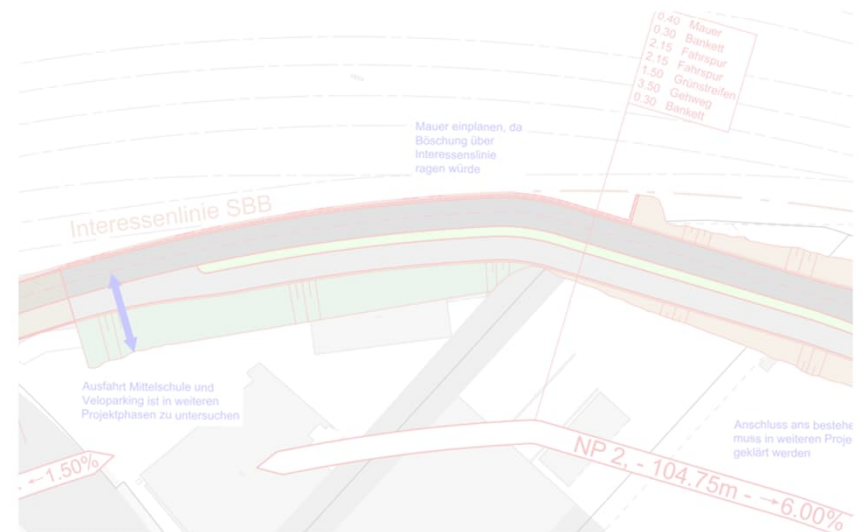 0.40 Mauer
0.30 Bankett
2.15 Fahrspur
2.15 Fahrspur
1.50 Grünstreifen
3.50 Gehweg
0.30 Bankett
Mauer einplanen, da
Böschung über
Interessenslinie
ragen würde
Interessenlinie SBB
Ausfahrt Mittelschule und
Veloparking ist in weiteren
Projektphasen zu untersuchen
Anschluss ans bestehe
muss in weiteren Proje
geklärt werden
- ←1.50%
NP 2, - 104.75m - →6.00%